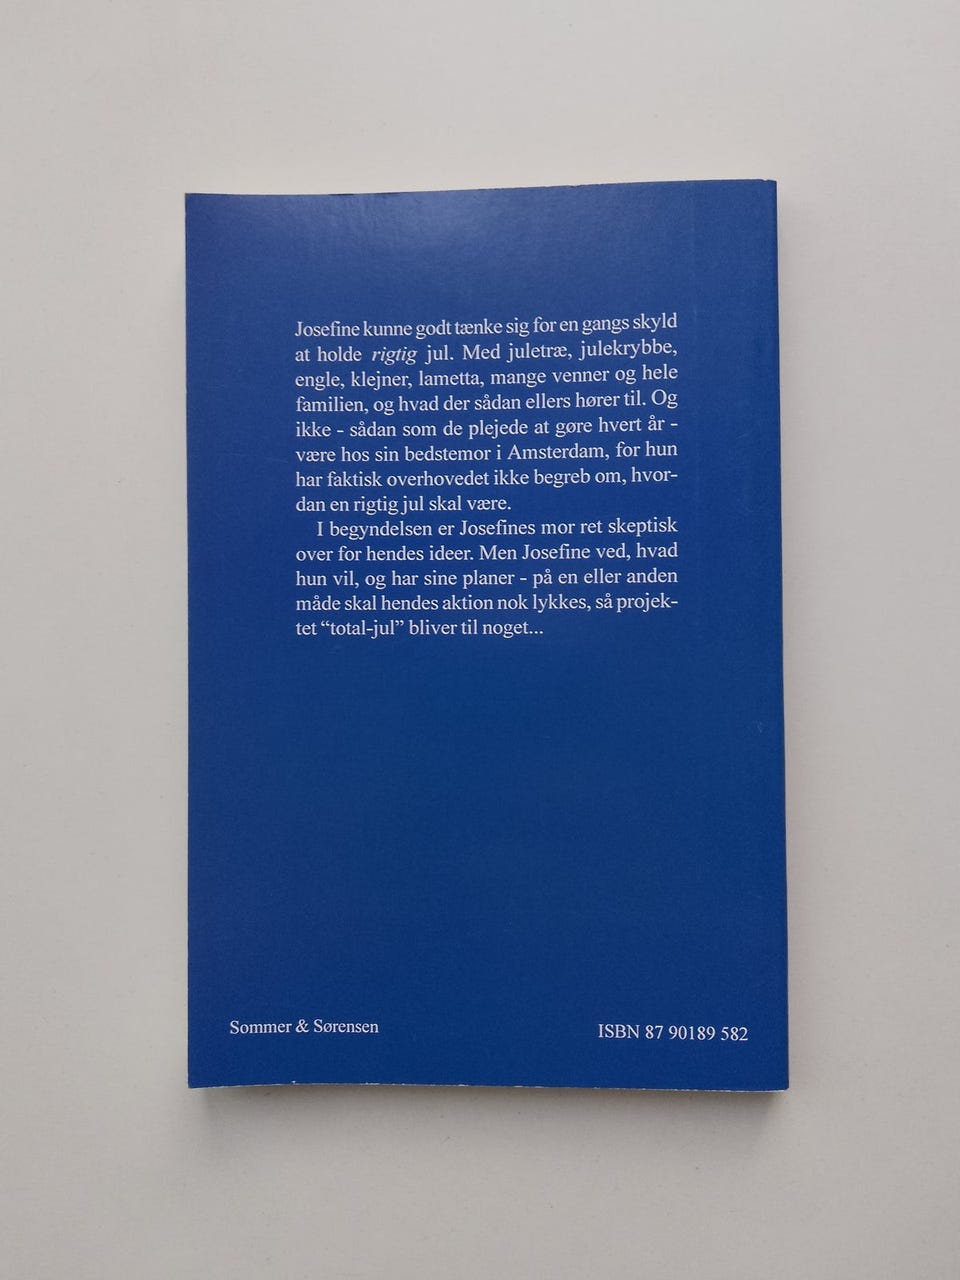 Josefine kunne godt tænke sig for en gangs skyld
at holde rigtig jul. Med juletræ, julekrybbe,
engle, klejner, lametta, mange venner og hele
familien, og hvad der sådan ellers hører til. Og
ikke - sådan som de plejede at gøre hvert år -
være hos sin bedstemor i Amsterdam, for hun
har faktisk overhovedet ikke begreb om, hvor-
dan en rigtig jul skal være.
I begyndelsen er Josefines mor ret skeptisk
over for hendes ideer. Men Josefine ved, hvad
hun vil, og har sine planer - på en eller anden
måde skal hendes aktion nok lykkes, så projek-
tet “total-jul” bliver til noget...
Sommer & Sørensen
ISBN 87 90189 582